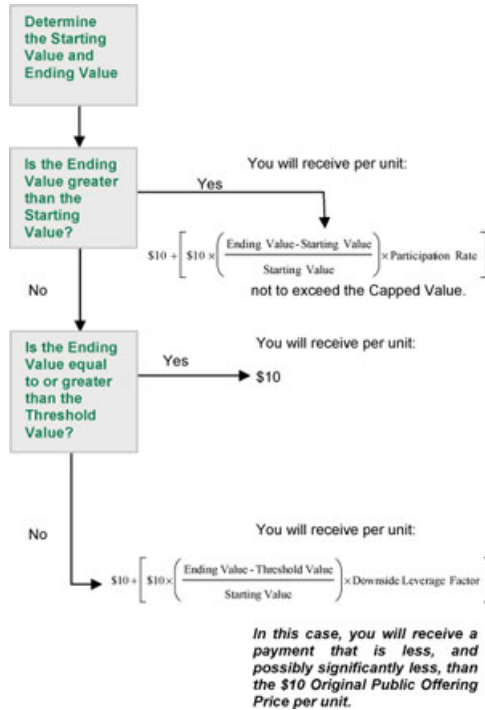 Determine
the Starting
Value and
Ending Value
Is the Ending
Value greater
than the
Starting
Value?
Yes
You will receive per unit:
$10 + [ $10 × ( Ending Value - Starting Value / Starting Value ) × Participation Rate ]
not to exceed the Capped Value.
No
Is the Ending
Value equal
to or greater
than the
Threshold
Value?
Yes
You will receive per unit:
$10
No
You will receive per unit:
$10 + [ $10 × ( Ending Value - Threshold Value / Starting Value ) × Downside Leverage Factor ]
In this case, you will receive a
payment that is less, and
possibly significantly less, than
the $10 Original Public Offering
Price per unit.